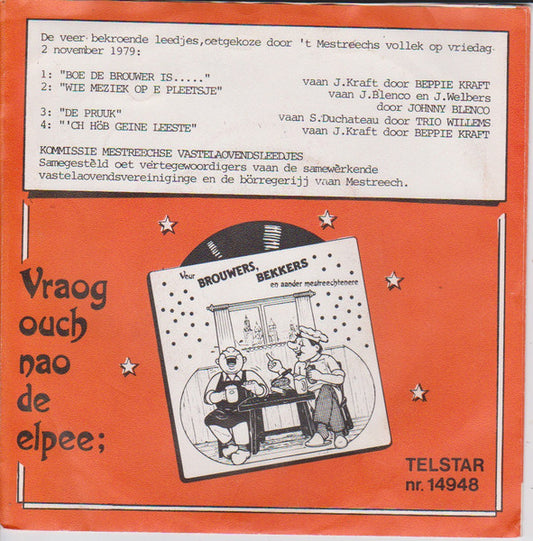 De veer bekroende leedjes,oetgekoze door 't Mestreechs vollek op vriedag
2 november 1979:
1: "BOE DE BROUWER IS....." vaan J.Kraft door BEPPIE KRAFT
2: "WIE MEZIEK OP E PLEETSJE" vaan J.Blenco en J.Welbers
door JOHNNY BLENCO
3: "DE PRUUK" vaan S.Duchateau door TRIO WILLEMS
4: "'CH HÖB GEINE LEESTE" vaan J.Kraft door BEPPIE KRAFT
KOMMISSIE MESTREECHSE VASTELAOVENDSLEEDJES
Samegestèld oet vertegewoordigers vaan de samewèrkende
vastelaovendsvereiniginge en de börregerijj vaan Mestreech.
Veur
BROUWERS,
BEKKERS
en aander mestreechtenere
Vraog
ouch
nao
de
elpee;
TELSTAR
nr. 14948